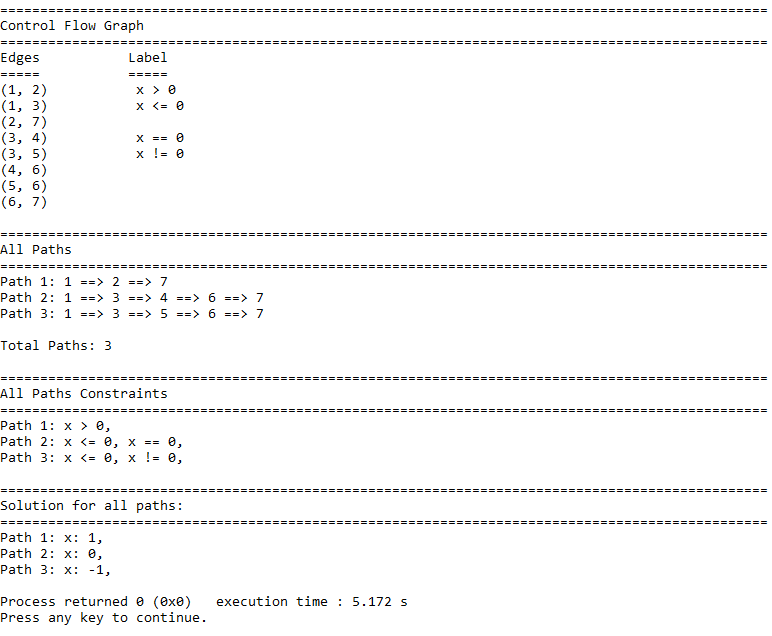 ================================================================================================
Control Flow Graph
================================================================================================
Edges           Label
=====           =====
(1, 2)           x > 0
(1, 3)           x <= 0
(2, 7)
(3, 4)           x == 0
(3, 5)           x != 0
(4, 6)
(5, 6)
(6, 7)
================================================================================================
All Paths
================================================================================================
Path 1: 1 ==> 2 ==> 7
Path 2: 1 ==> 3 ==> 4 ==> 6 ==> 7
Path 3: 1 ==> 3 ==> 5 ==> 6 ==> 7
Total Paths: 3
================================================================================================
All Paths Constraints
================================================================================================
Path 1: x > 0,
Path 2: x <= 0, x == 0,
Path 3: x <= 0, x != 0,
================================================================================================
Solution for all paths:
================================================================================================
Path 1: x: 1,
Path 2: x: 0,
Path 3: x: -1,
Process returned 0 (0x0)   execution time : 5.172 s
Press any key to continue.